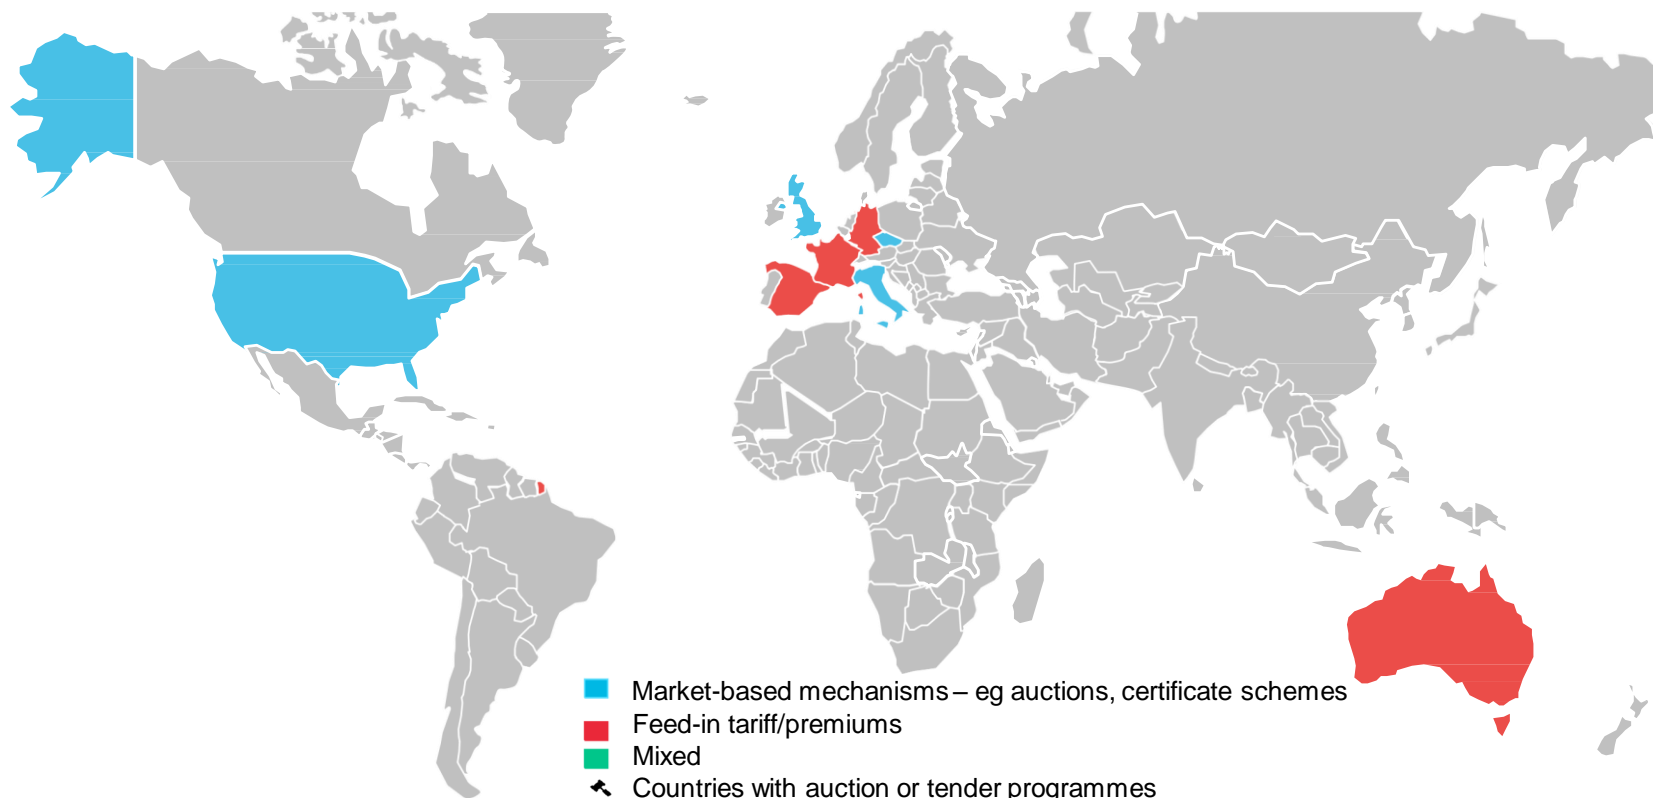 Market-based mechanisms – eg auctions, certificate schemes
Feed-in tariff/premiums
Mixed
Countries with auction or tender programmes